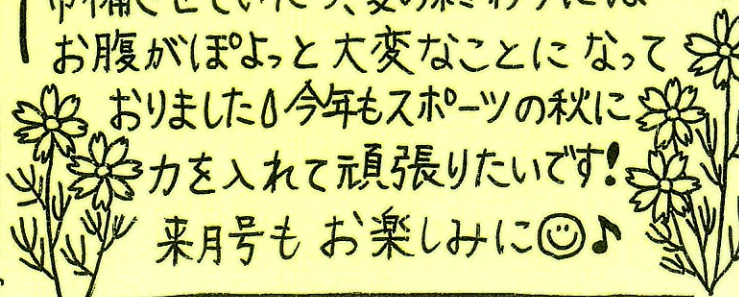 お腹がぽよっと大変なことになって
おりました💧今年もスポーツの秋に
力を入れて頑張りたいです!
来月号もお楽しみに☺♪